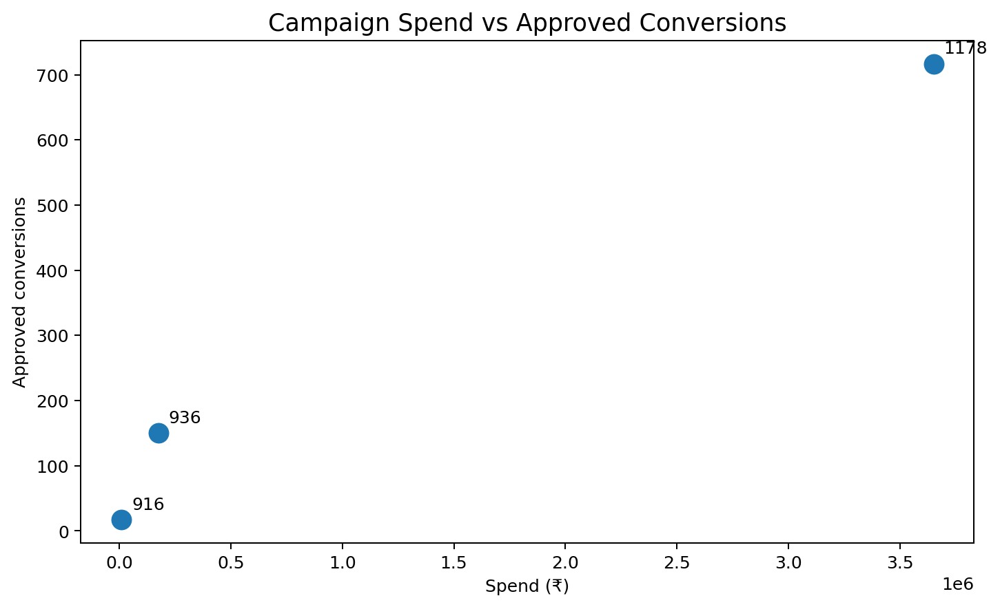 Campaign Spend vs Approved Conversions
1178
700
600
500
400
300
200
100
0
Approved conversions
936
916
0.0 0.5 1.0 1.5 2.0 2.5 3.0 3.5
1e6
Spend (₹)